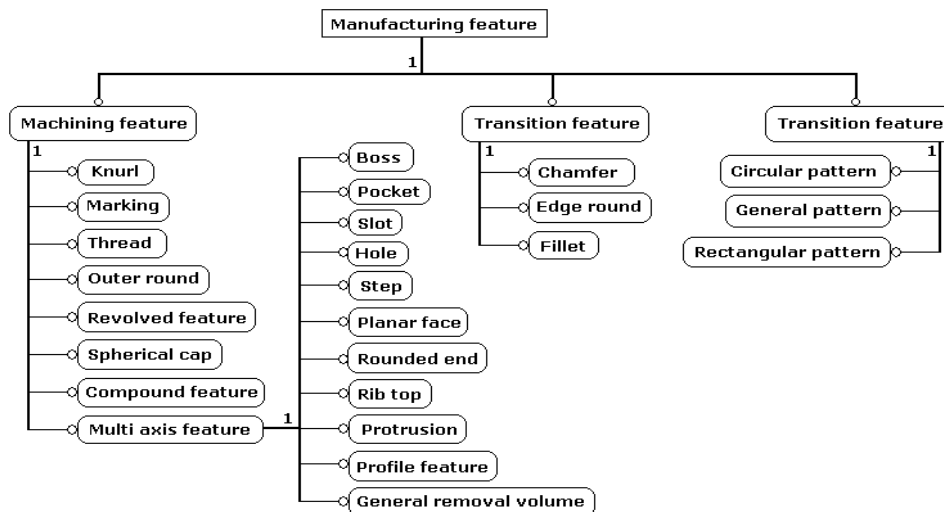 Manufacturing feature
1
Machining feature
1
Knurl
Marking
Thread
Outer round
Revolved feature
Spherical cap
Compound feature
Multi axis feature
1
Boss
Pocket
Slot
Hole
Step
Planar face
Rounded end
Rib top
Protrusion
Profile feature
General removal volume
Transition feature
1
Chamfer
Edge round
Fillet
Transition feature
1
Circular pattern
General pattern
Rectangular pattern